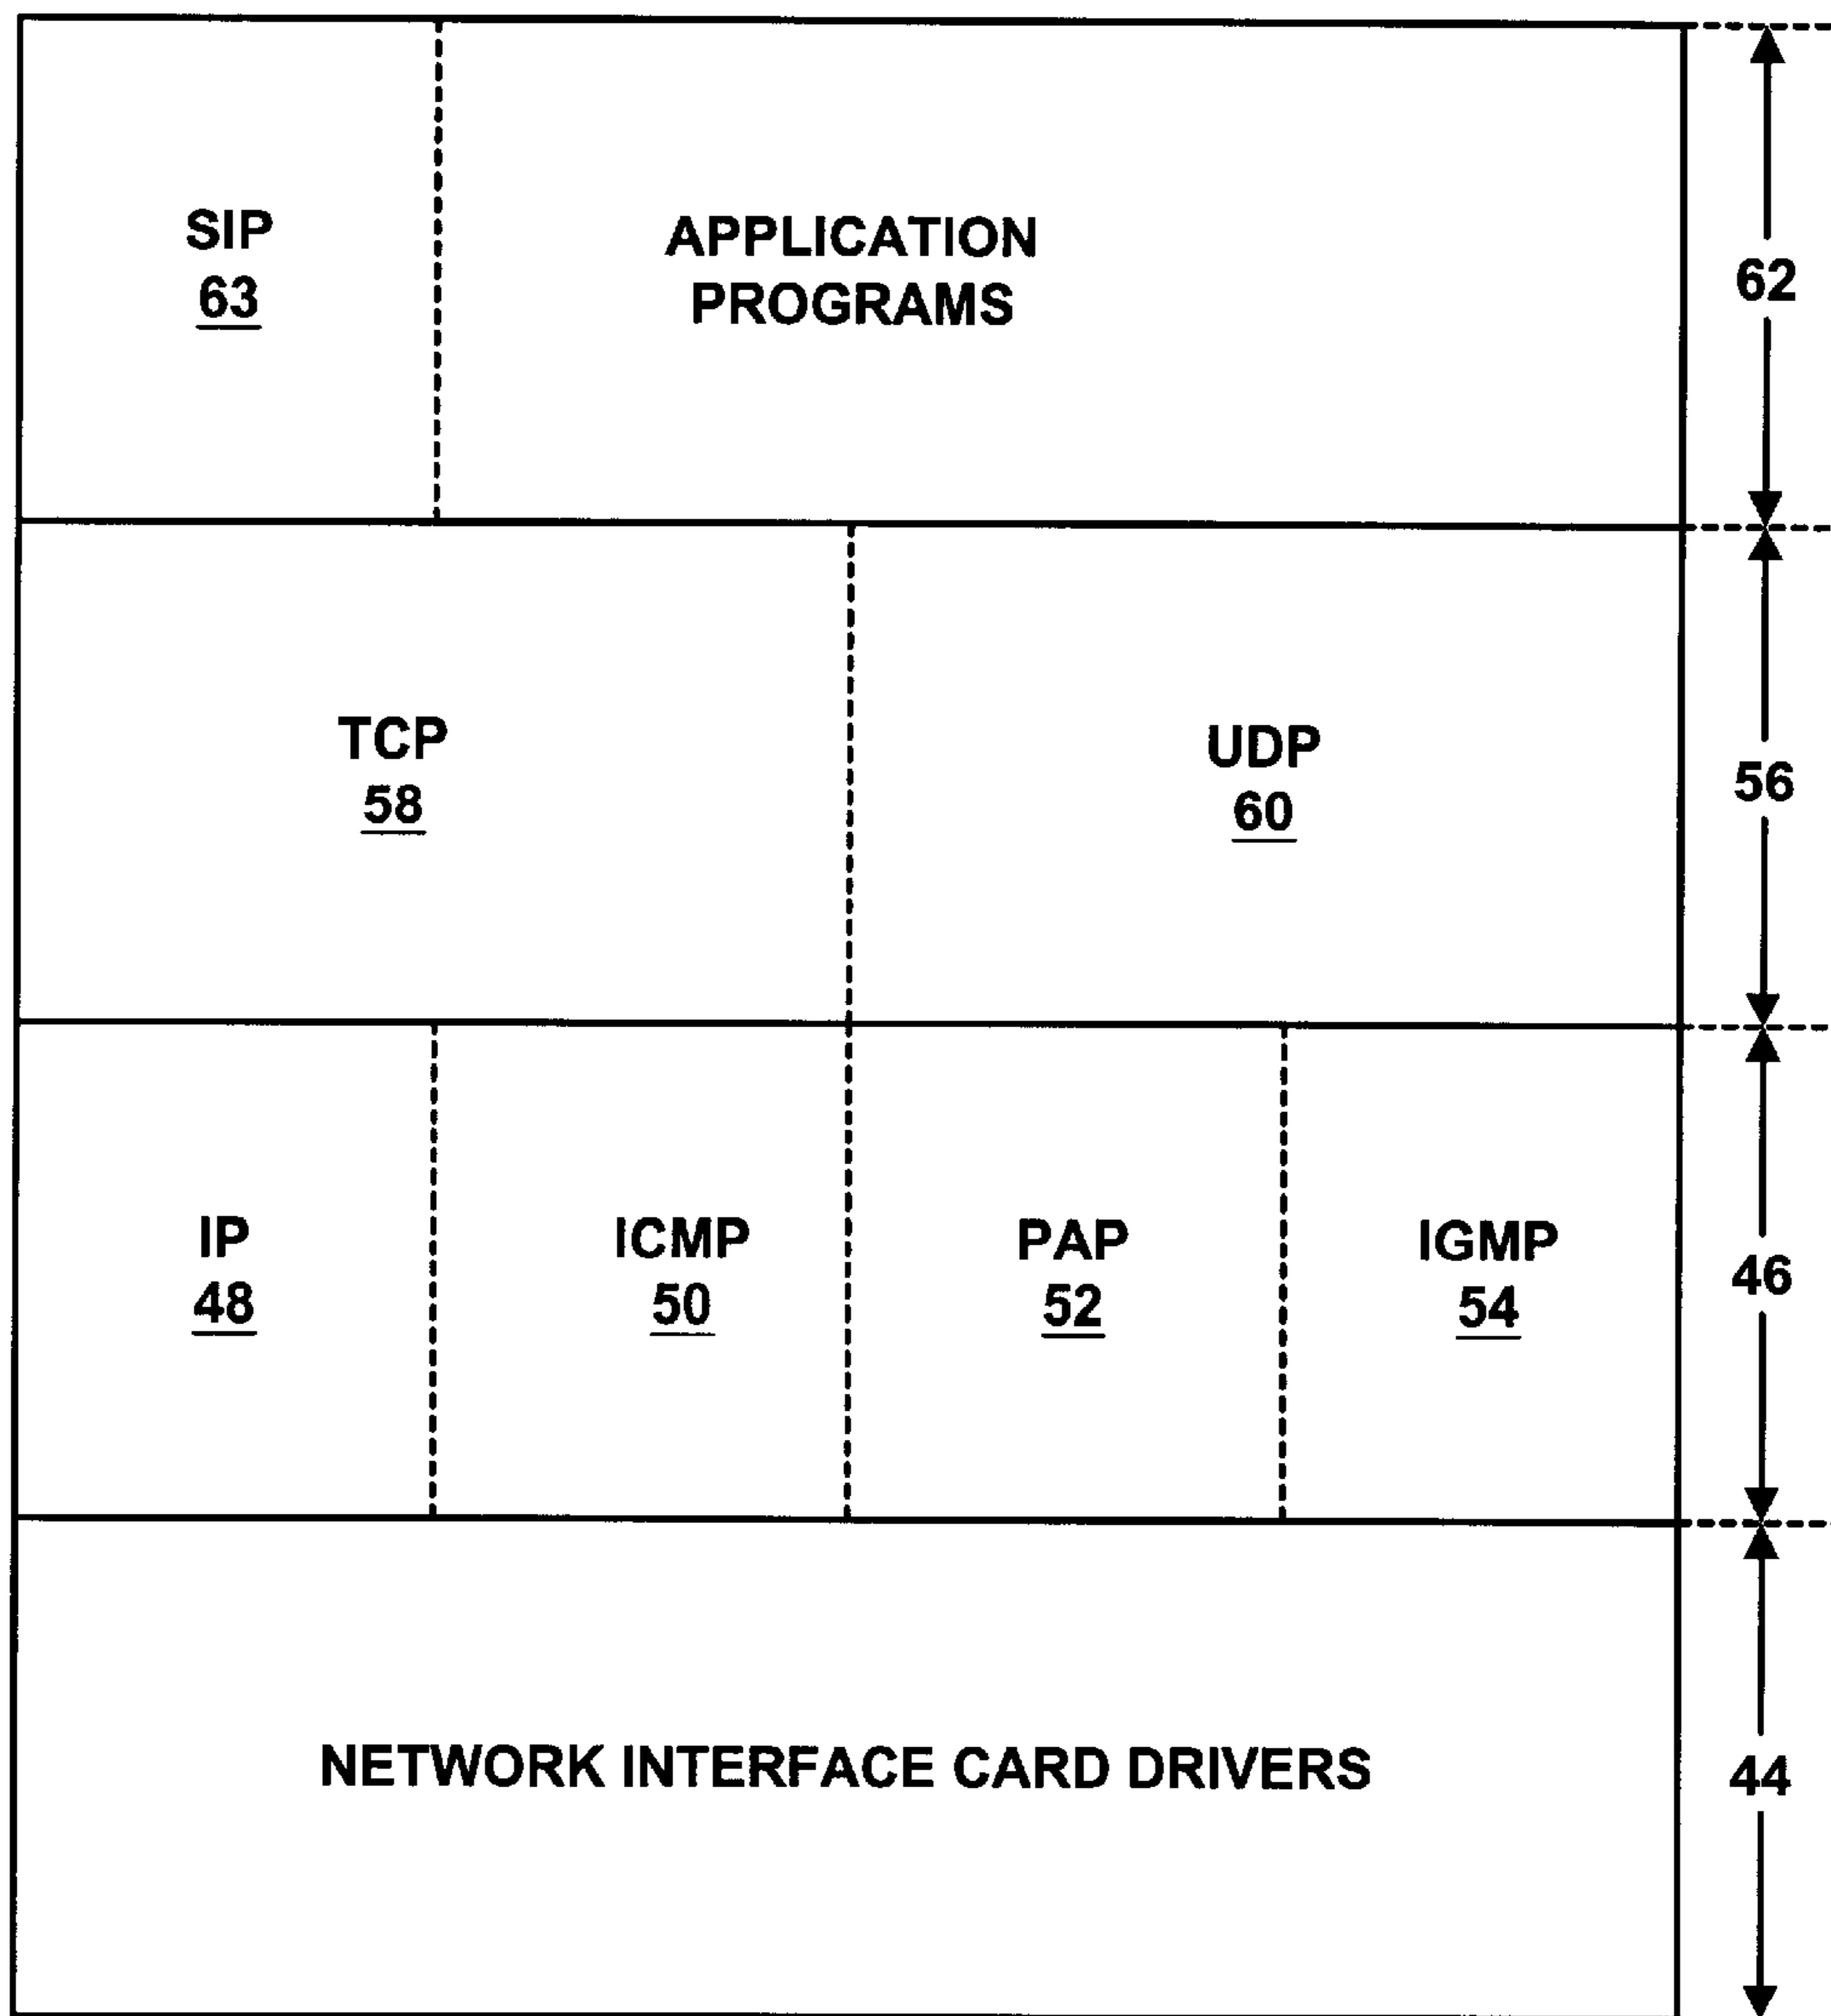 SIP
63
APPLICATION
PROGRAMS
62
TCP
58
UDP
60
56
IP
48
ICMP
50
PAP
52
IGMP
54
46
NETWORK INTERFACE CARD DRIVERS
44